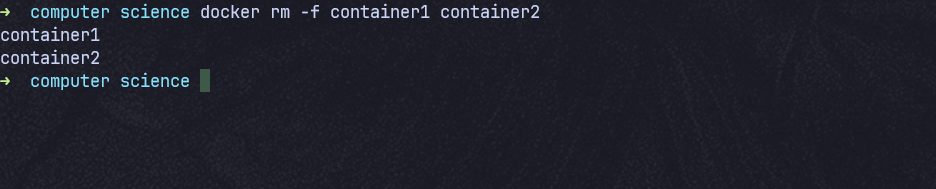 ➜ computer science docker rm -f container1 container2
container1
container2
➜ computer science